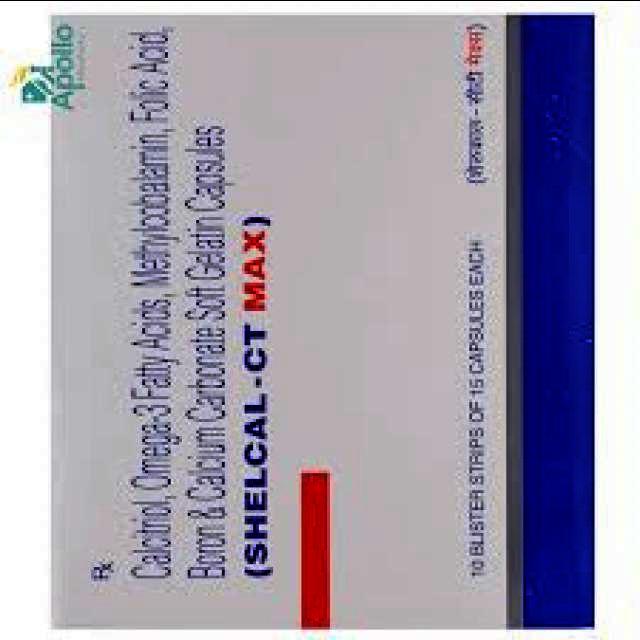 Apollo
Rx
Calcitriol, Omega-3 Fatty Acids, Methylcobalamin, Folic Acid,
Boron & Calcium Carbonate Soft Gelatin Capsules
(SHELCAL-CT MAX)
10 BLISTER STRIPS OF 15 CAPSULES EACH
(शेलकाल - सीटी मैक्स)